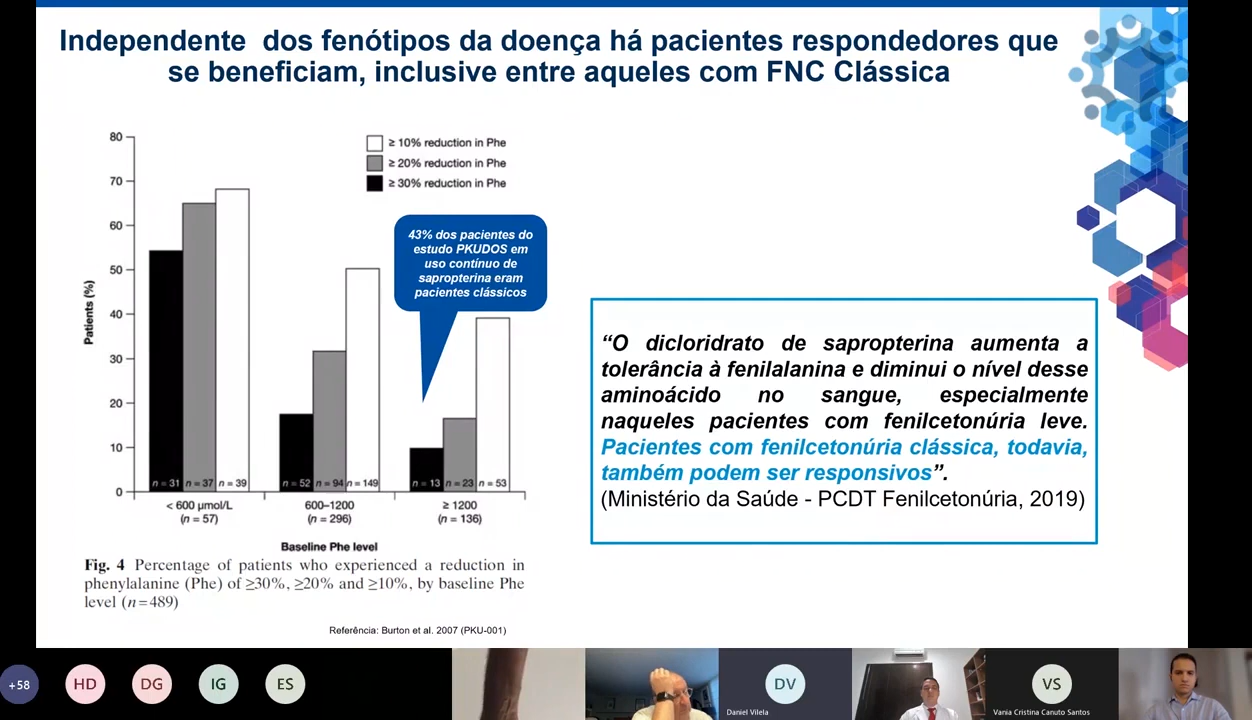 Independente dos fenótipos da doença há pacientes respondedores que
se beneficiam, inclusive entre aqueles com FNC Clássica
80
70
60
50
40
30
20
10
0
Patients (%)
≥ 10% reduction in Phe
≥ 20% reduction in Phe
≥ 30% reduction in Phe
43% dos pacientes do
estudo PKUDOS em
uso contínuo de
sapropterina eram
pacientes clássicos
n = 31 n = 37 n = 39
n = 52 n = 94 n = 149
n = 13 n = 23 n = 53
< 600 µmol/L
(n = 57)
600–1200
(n = 296)
≥ 1200
(n = 136)
Baseline Phe level
Fig. 4 Percentage of patients who experienced a reduction in
phenylalanine (Phe) of ≥30%, ≥20% and ≥10%, by baseline Phe
level (n=489)
Referência: Burton et al. 2007 (PKU-001)
“O dicloridrato de sapropterina aumenta a
tolerância à fenilalanina e diminui o nível desse
aminoácido no sangue, especialmente
naqueles pacientes com fenilcetonúria leve.
Pacientes com fenilcetonúria clássica, todavia,
também podem ser responsivos”.
(Ministério da Saúde - PCDT Fenilcetonúria, 2019)
+58
HD
DG
IG
ES
DV
Daniel Vilela
VS
Vania Cristina Canuto Santos